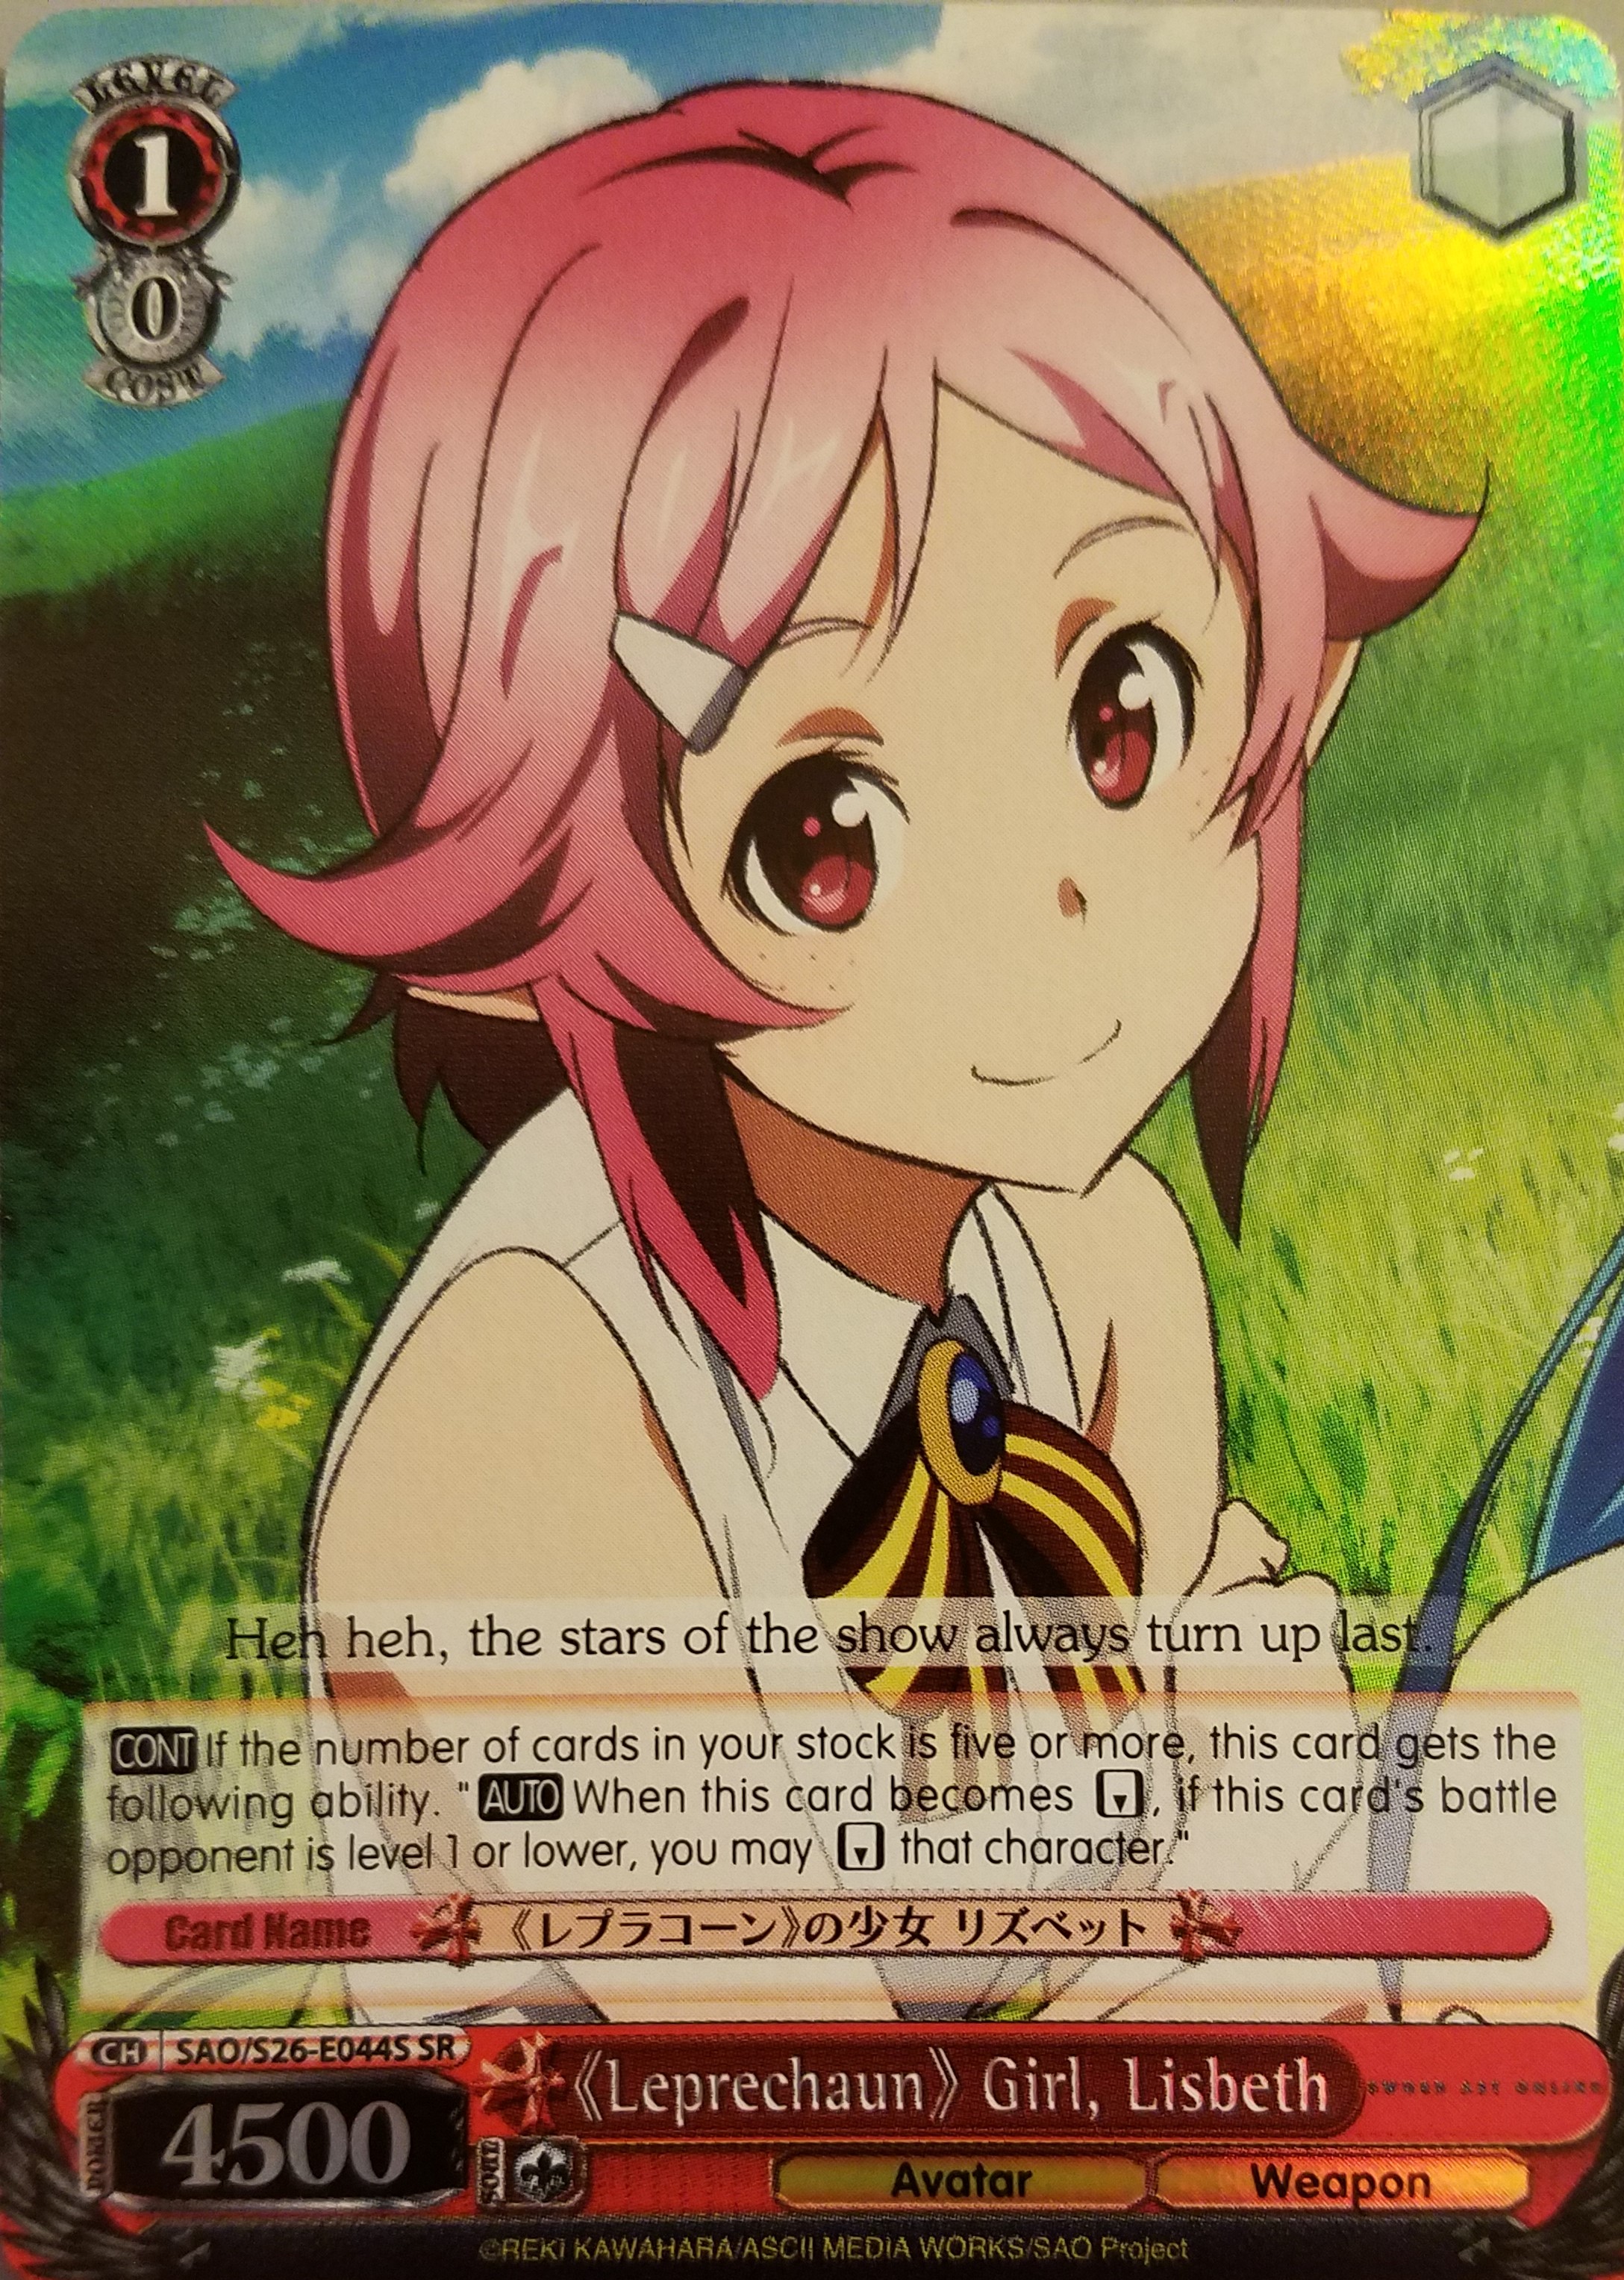 LEVEL
1
0
COST
Heh heh, the stars of the show always turn up last.
CONT If the number of cards in your stock is five or more, this card gets the
following ability. " AUTO When this card becomes , if this card's battle
opponent is level 1 or lower, you may that character."
Card Name 《レプラコーン》の少女 リズベット
CH SAO/S26-E044S SR
《Leprechaun》 Girl, Lisbeth SWORD ART ONLINE
POWER 4500 SOUL
Avatar Weapon
©REKI KAWAHARA/ASCII MEDIA WORKS/SAO Project